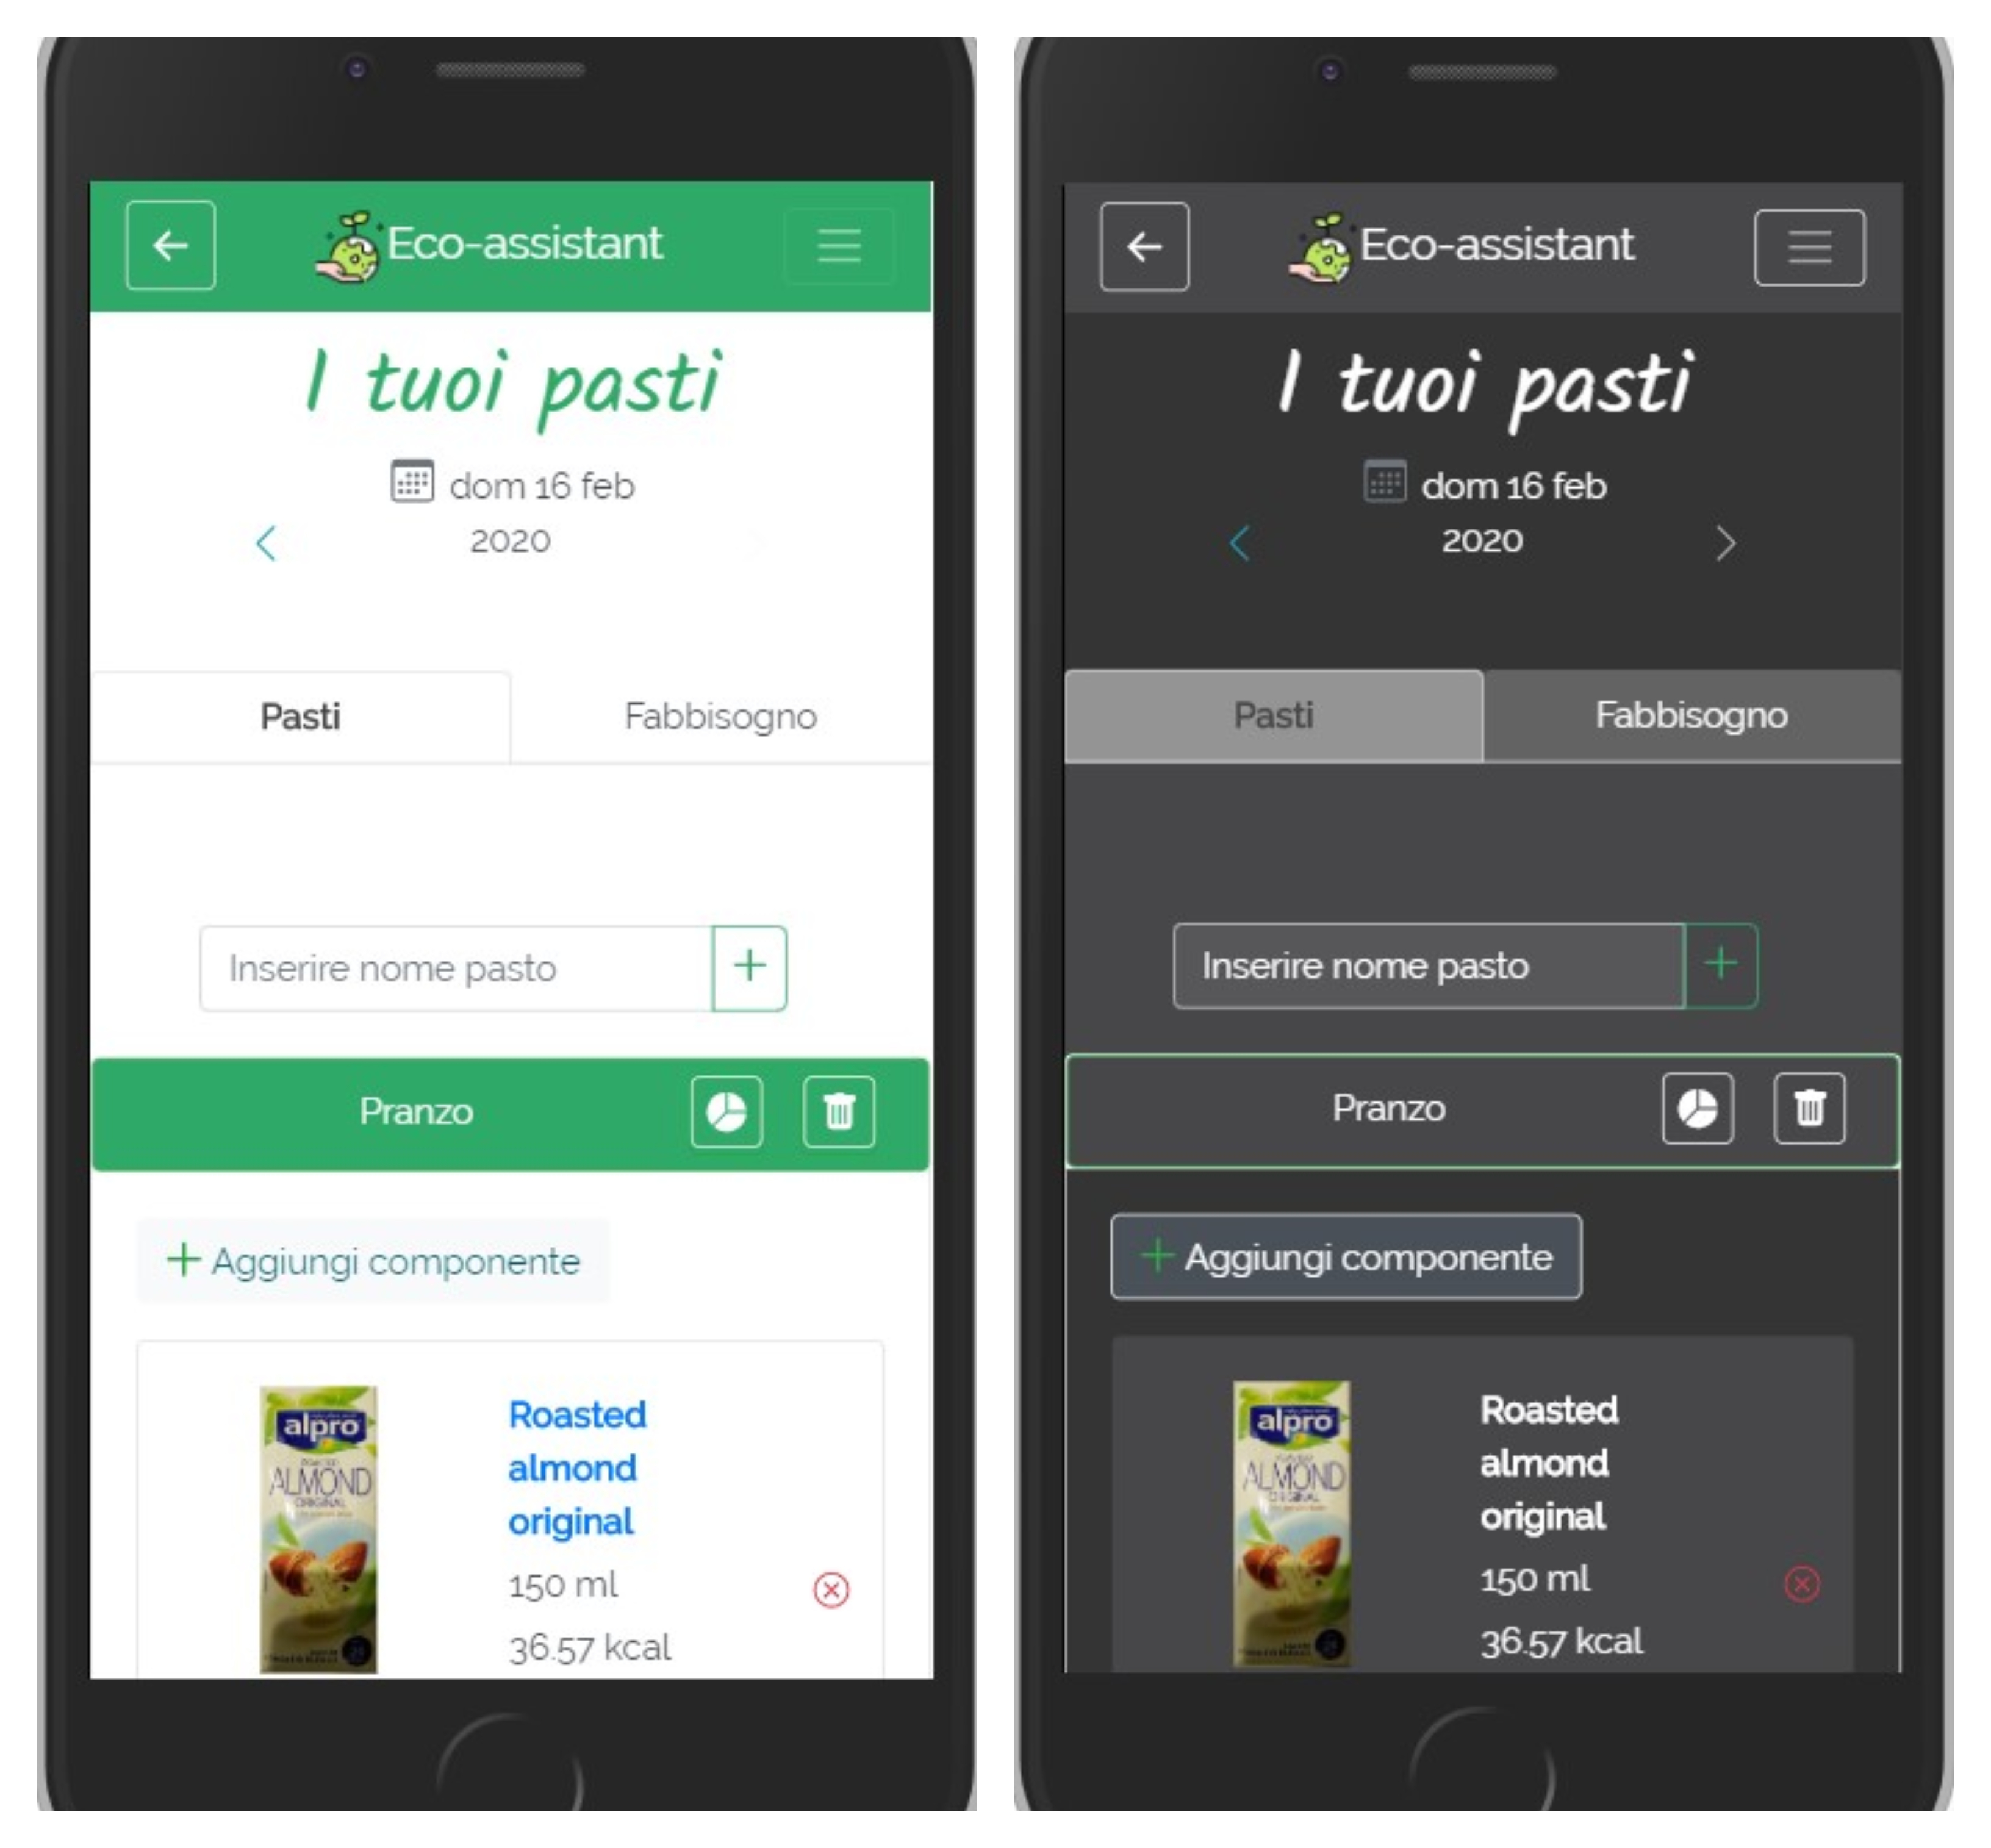 Eco-assistant
I tuoi pasti
dom 16 feb
2020
Pasti
Fabbisogno
Inserire nome pasto
+
Pranzo
+ Aggiungi componente
alpro
ALMOND
ORIGINAL
Roasted
almond
original
150 ml
36.57 kcal
Eco-assistant
I tuoi pasti
dom 16 feb
2020
Pasti
Fabbisogno
Inserire nome pasto
+
Pranzo
+ Aggiungi componente
alpro
ALMOND
ORIGINAL
Roasted
almond
original
150 ml
36.57 kcal